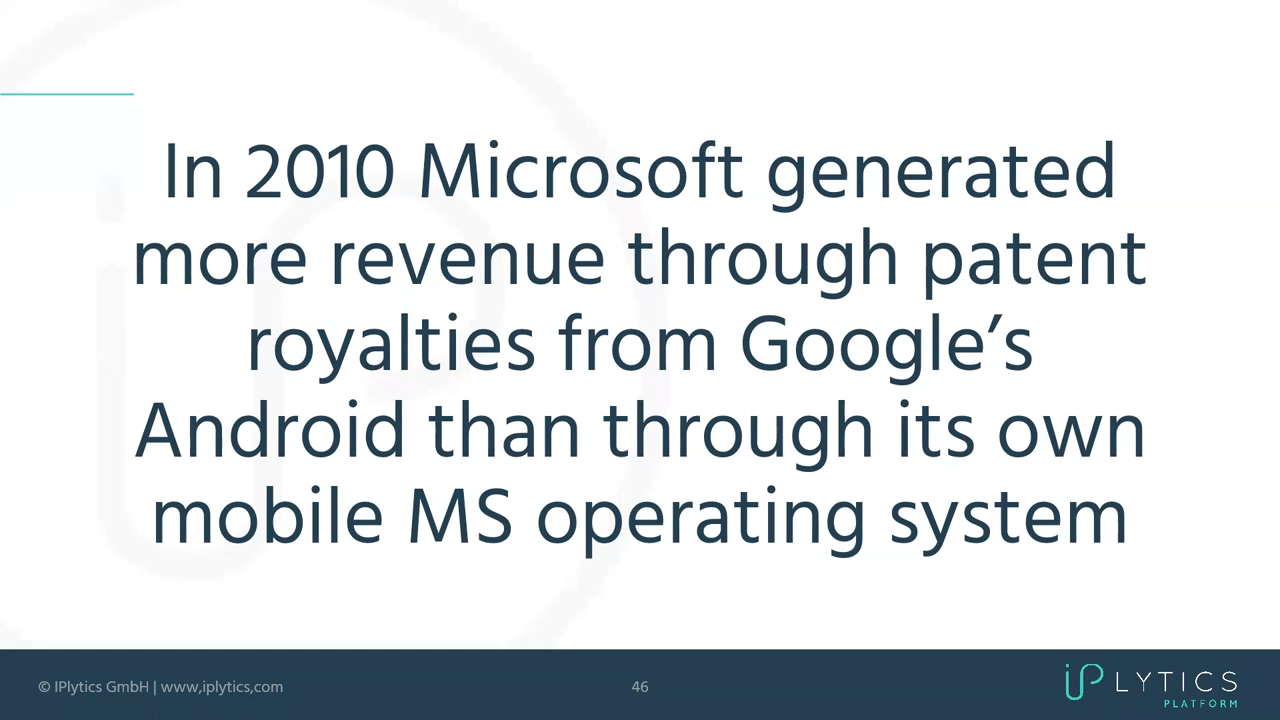 In 2010 Microsoft generated
more revenue through patent
royalties from Google’s
Android than through its own
mobile MS operating system
© IPlytics GmbH | www,iplytics,com
46
iP LYTICS
PLATFORM